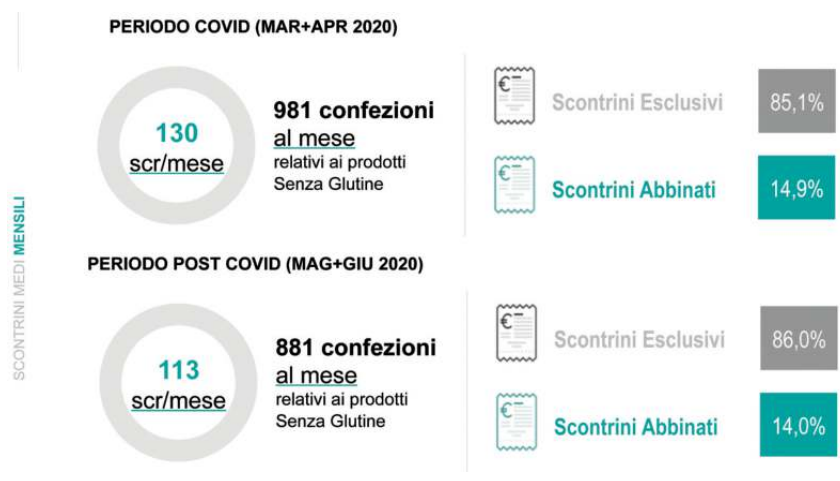 SCONTRINI MEDI MENSILI
PERIODO COVID (MAR+APR 2020)
130
scr/mese
981 confezioni
al mese
relativi ai prodotti
Senza Glutine
€
Scontrini Esclusivi
85,1%
€
Scontrini Abbinati
14,9%
PERIODO POST COVID (MAG+GIU 2020)
113
scr/mese
881 confezioni
al mese
relativi ai prodotti
Senza Glutine
€
Scontrini Esclusivi
86,0%
€
Scontrini Abbinati
14,0%